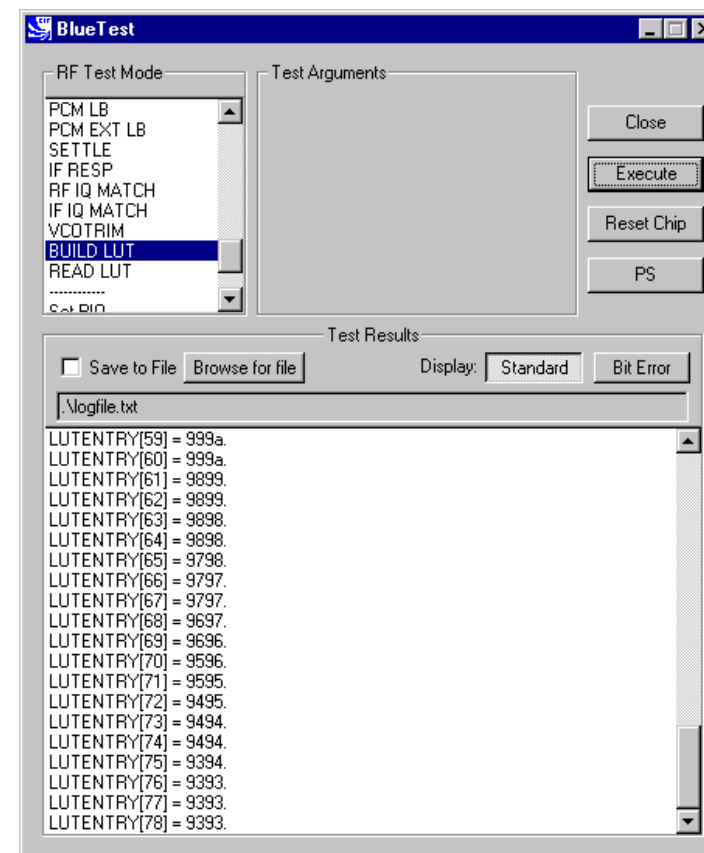 BlueTest
RF Test Mode
PCM LB
PCM EXT LB
SETTLE
IF RESP
RF IQ MATCH
IF IQ MATCH
VCOTRIM
BUILD LUT
READ LUT
------------
Set PIO
Test Arguments
Close
Execute
Reset Chip
PS
Test Results
Save to File Browse for file Display: Standard Bit Error
.\logfile.txt
LUTENTRY[59] = 999a.
LUTENTRY[60] = 999a.
LUTENTRY[61] = 9899.
LUTENTRY[62] = 9899.
LUTENTRY[63] = 9898.
LUTENTRY[64] = 9898.
LUTENTRY[65] = 9798.
LUTENTRY[66] = 9797.
LUTENTRY[67] = 9797.
LUTENTRY[68] = 9697.
LUTENTRY[69] = 9696.
LUTENTRY[70] = 9596.
LUTENTRY[71] = 9595.
LUTENTRY[72] = 9495.
LUTENTRY[73] = 9494.
LUTENTRY[74] = 9494.
LUTENTRY[75] = 9394.
LUTENTRY[76] = 9393.
LUTENTRY[77] = 9393.
LUTENTRY[78] = 9393.